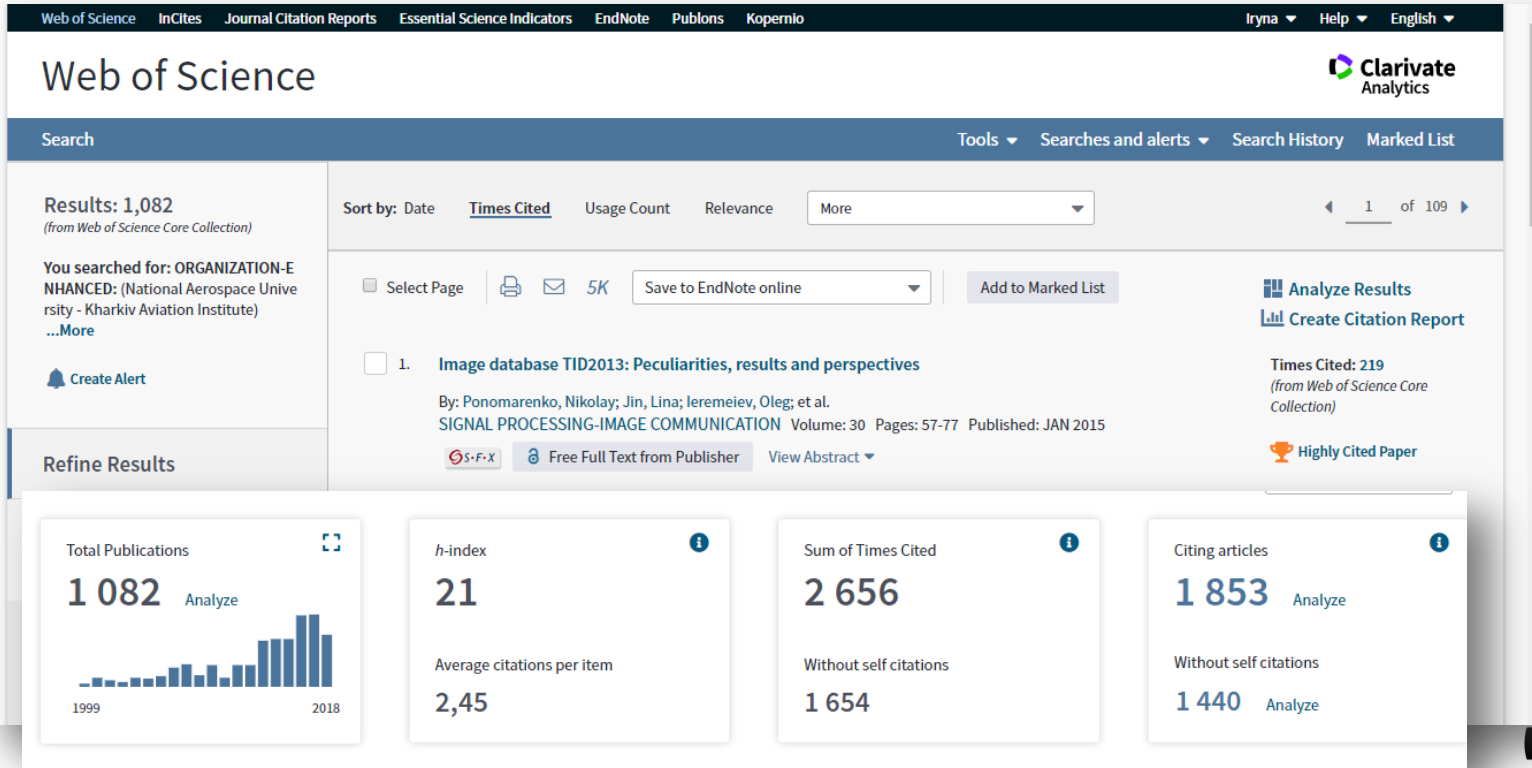 Web of Science InCites Journal Citation Reports Essential Science Indicators EndNote Publons Kopernio Iryna Help English
Web of Science
Clarivate
Analytics
Search Tools Searches and alerts Search History Marked List
Results: 1,082
(from Web of Science Core Collection)
You searched for: ORGANIZATION-E
NHANCED: (National Aerospace Unive
rsity - Kharkiv Aviation Institute)
...More
Create Alert
Refine Results
Sort by: Date Times Cited Usage Count Relevance More 1 of 109
Select Page 5K Save to EndNote online Add to Marked List
Analyze Results
Create Citation Report
1. Image database TID2013: Peculiarities, results and perspectives
By: Ponomarenko, Nikolay; Jin, Lina; Ieremeiev, Oleg; et al.
SIGNAL PROCESSING-IMAGE COMMUNICATION Volume: 30 Pages: 57-77 Published: JAN 2015
S·F·X Free Full Text from Publisher View Abstract
Times Cited: 219
(from Web of Science Core
Collection)
Highly Cited Paper
Total Publications
1 082 Analyze
1999 2018
h-index
21
Average citations per item
2,45
Sum of Times Cited
2 656
Without self citations
1 654
Citing articles
1 853 Analyze
Without self citations
1 440 Analyze